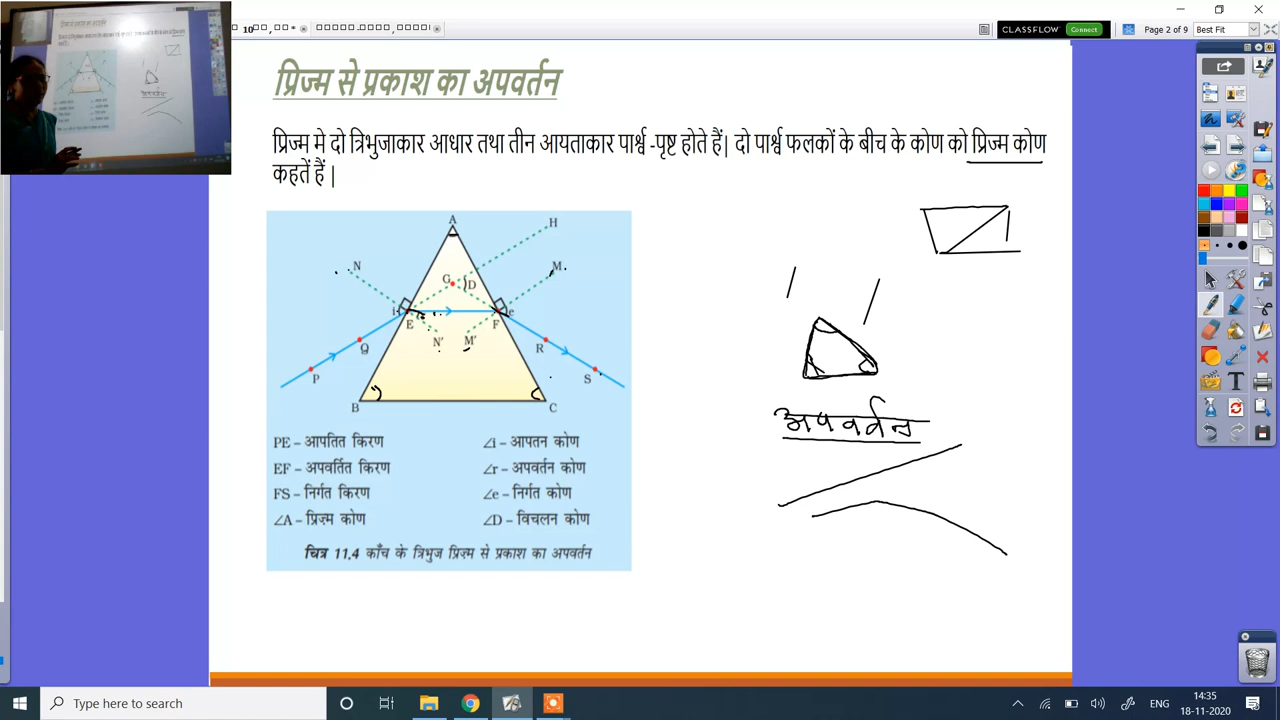 10
CLASSFLOW Connect Page 2 of 9 Best Fit
प्रिज्म से प्रकाश का अपवर्तन
प्रिज्म मे दो त्रिभुजाकार आधार तथा तीन आयताकार पार्श्व -पृष्ट होते हैं| दो पार्श्व फलकों के बीच के कोण को प्रिज्म कोण
कहतें हैं |
A
H
N
M
G
D
i
e
E
F
Q
N'
M'
R
P
S
B
C
अपवर्तन
PE – आपतित किरण
∠i – आपतन कोण
EF – अपवर्तित किरण
∠r – अपवर्तन कोण
FS – निर्गत किरण
∠e – निर्गत कोण
∠A – प्रिज़्म कोण
∠D – विचलन कोण
चित्र 11.4 काँच के त्रिभुज प्रिज़्म से प्रकाश का अपवर्तन
Type here to search
ENG
14:35
18-11-2020